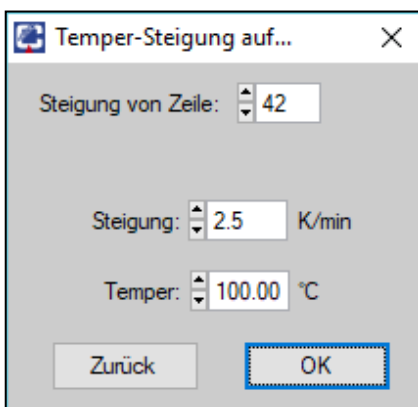 Temper-Steigung auf...
Steigung von Zeile: 42
Steigung: 2.5 K/min
Temper: 100.00 °C
Zurück OK